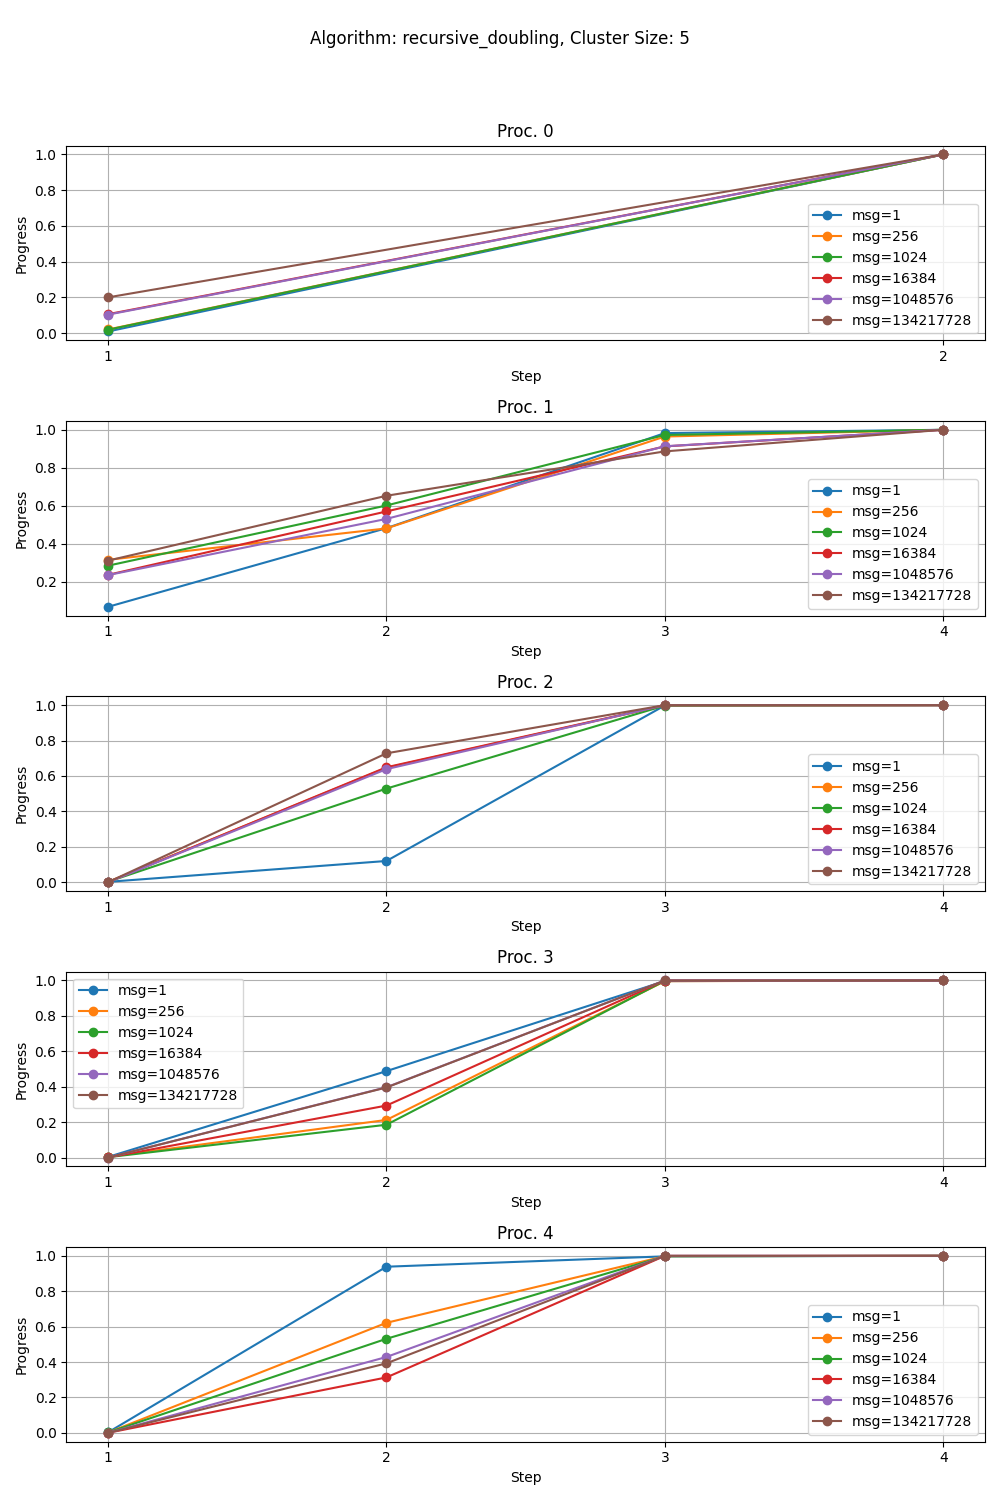 Algorithm: recursive_doubling, Cluster Size: 5
Proc. 0
1.0
0.8
0.6
0.4
0.2
0.0
Progress
msg=1
msg=256
msg=1024
msg=16384
msg=1048576
msg=134217728
1 2
Step
Proc. 1
1.0
0.8
0.6
0.4
0.2
Progress
msg=1
msg=256
msg=1024
msg=16384
msg=1048576
msg=134217728
1 2 3 4
Step
Proc. 2
1.0
0.8
0.6
0.4
0.2
0.0
Progress
msg=1
msg=256
msg=1024
msg=16384
msg=1048576
msg=134217728
1 2 3 4
Step
Proc. 3
1.0
0.8
0.6
0.4
0.2
0.0
Progress
msg=1
msg=256
msg=1024
msg=16384
msg=1048576
msg=134217728
1 2 3 4
Step
Proc. 4
1.0
0.8
0.6
0.4
0.2
0.0
Progress
msg=1
msg=256
msg=1024
msg=16384
msg=1048576
msg=134217728
1 2 3 4
Step